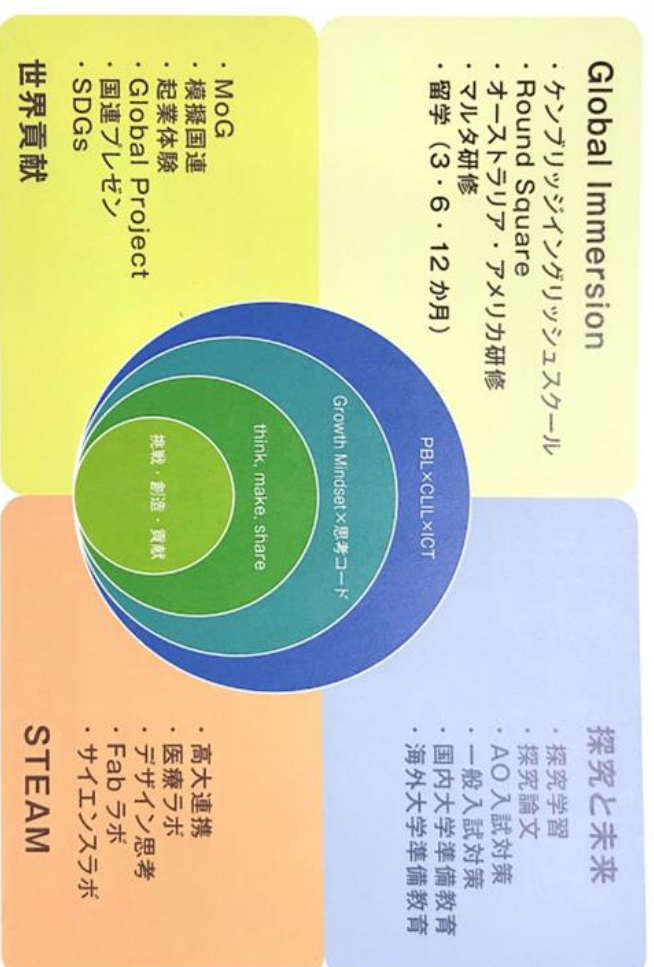 Global Immersion
・ケンブリッジイングリッシュスクール
・Round Square
・オーストラリア・アメリカ研修
・マルタ研修
・留学（3・6・12か月）
探究と未来
・探究学習
・探究論文
・AO入試対策
・一般入試対策
・国内大学準備教育
・海外大学準備教育
PBL×CLIL×ICT
Growth Mindset×思考コード
think, make, share
挑戦・創造・貢献
・MoG
・模擬国連
・起業体験
・Global Project
・国連プレゼン
・SDGs
世界貢献
・高大連携
・医療ラボ
・デザイン思考
・Fabラボ
・サイエンスラボ
STEAM